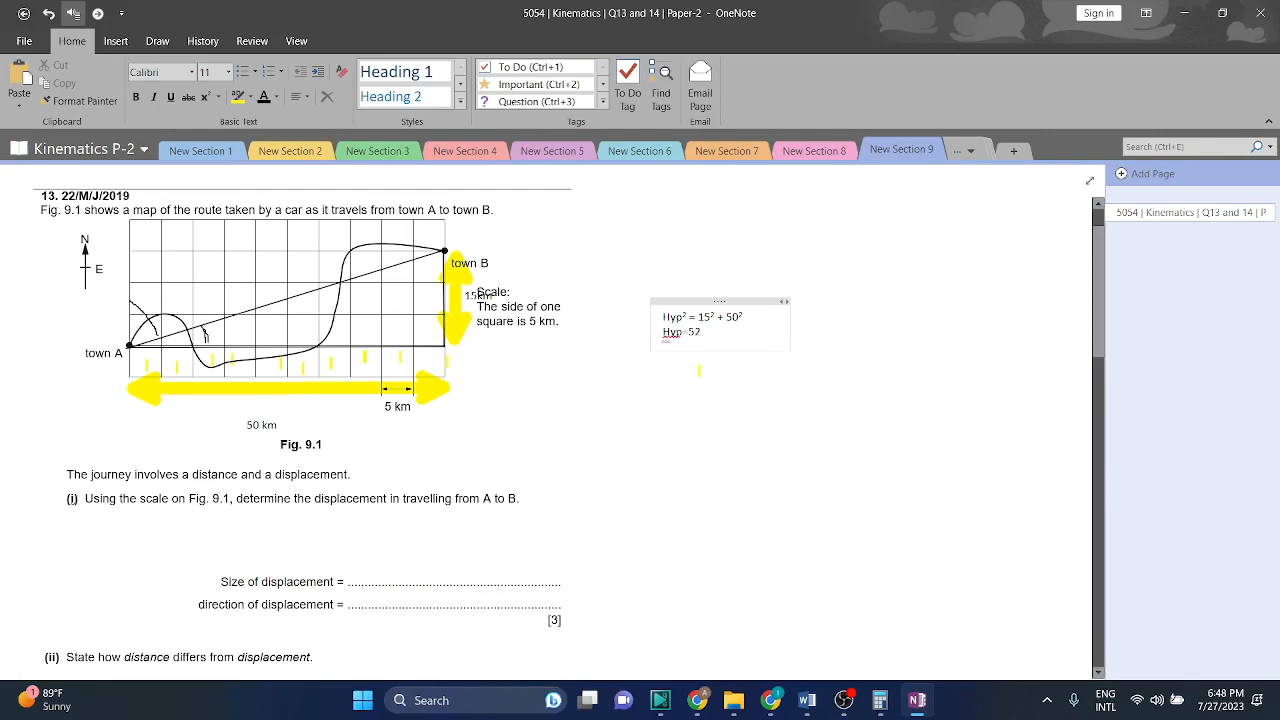 5054 | Kinematics | Q13 and 14 | Paper-2 - OneNote
Sign in
File Home Insert Draw History Review View
Paste
Cut
Copy
Format Painter
Clipboard
Calibri 11
B I U abc x² A
Basic Text
Heading 1
Heading 2
Styles
To Do (Ctrl+1)
Important (Ctrl+2)
? Question (Ctrl+3)
To Do Tag
Find Tags
Tags
Email Page
Email
Kinematics P-2
New Section 1 New Section 2 New Section 3 New Section 4 New Section 5 New Section 6 New Section 7 New Section 8 New Section 9 ... +
Search (Ctrl+E)
Add Page
5054 | Kinematics | Q13 and 14 | P
13. 22/M/J/2019
Fig. 9.1 shows a map of the route taken by a car as it travels from town A to town B.
N
E
town B
15km
Scale:
The side of one
square is 5 km.
town A
5 km
50 km
Fig. 9.1
Hyp² = 15² + 50²
Hyp=52
The journey involves a distance and a displacement.
(i) Using the scale on Fig. 9.1, determine the displacement in travelling from A to B.
Size of displacement = ................................................................
direction of displacement = ................................................................
[3]
(ii) State how distance differs from displacement.
1
89°F
Sunny
Search
ENG
INTL
6:48 PM
7/27/2023